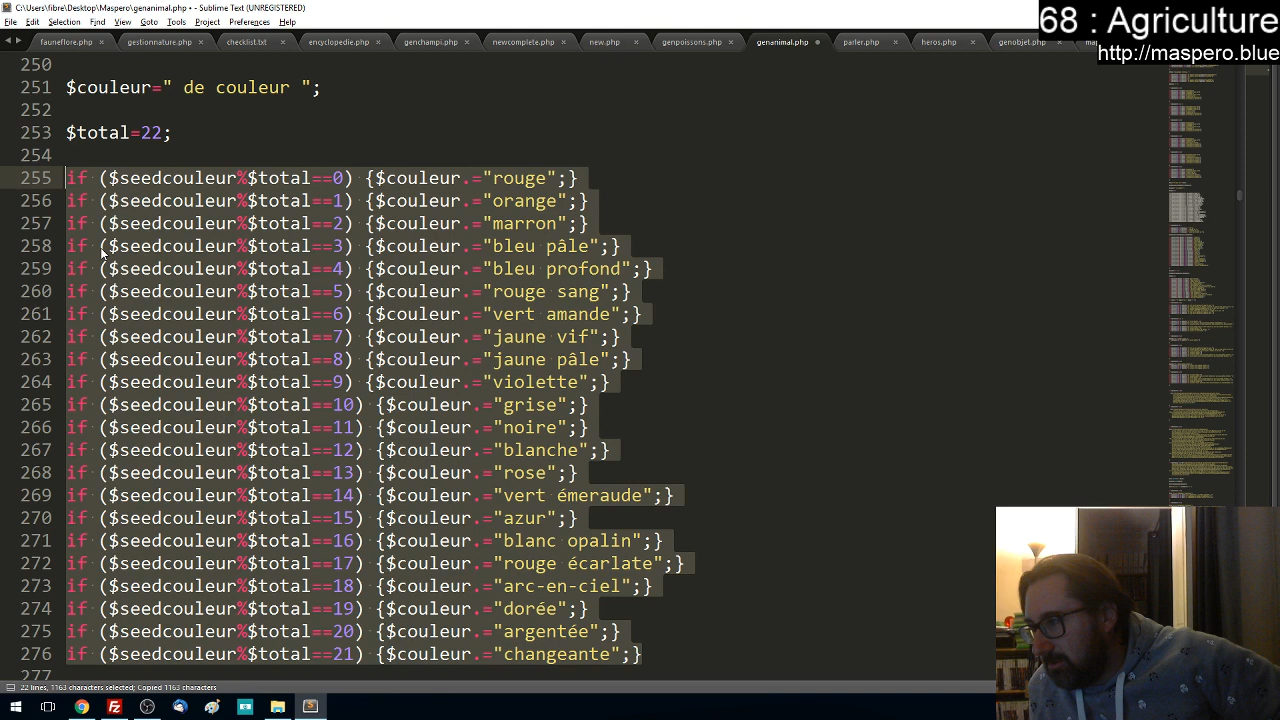 C:\Users\fibre\Desktop\Maspero\genanimal.php • - Sublime Text (UNREGISTERED)
68 : Agriculture
http://maspero.blue
File Edit Selection Find View Goto Tools Project Preferences Help
fauneflore.php gestionnature.php checklist.txt encyclopedie.php genchampi.php newcomplete.php new.php genpoissons.php genanimal.php parler.php heros.php genobjet.php
250
251 $couleur=" de couleur ";
252
253 $total=22;
254
255 if ($seedcouleur%$total==0) {$couleur.="rouge";}
256 if ($seedcouleur%$total==1) {$couleur.="orange";}
257 if ($seedcouleur%$total==2) {$couleur.="marron";}
258 if ($seedcouleur%$total==3) {$couleur.="bleu pâle";}
259 if ($seedcouleur%$total==4) {$couleur.="bleu profond";}
260 if ($seedcouleur%$total==5) {$couleur.="rouge sang";}
261 if ($seedcouleur%$total==6) {$couleur.="vert amande";}
262 if ($seedcouleur%$total==7) {$couleur.="jaune vif";}
263 if ($seedcouleur%$total==8) {$couleur.="jaune pâle";}
264 if ($seedcouleur%$total==9) {$couleur.="violette";}
265 if ($seedcouleur%$total==10) {$couleur.="grise";}
266 if ($seedcouleur%$total==11) {$couleur.="noire";}
267 if ($seedcouleur%$total==12) {$couleur.="blanche";}
268 if ($seedcouleur%$total==13) {$couleur.="rose";}
269 if ($seedcouleur%$total==14) {$couleur.="vert émeraude";}
270 if ($seedcouleur%$total==15) {$couleur.="azur";}
271 if ($seedcouleur%$total==16) {$couleur.="blanc opalin";}
272 if ($seedcouleur%$total==17) {$couleur.="rouge écarlate";}
273 if ($seedcouleur%$total==18) {$couleur.="arc-en-ciel";}
274 if ($seedcouleur%$total==19) {$couleur.="dorée";}
275 if ($seedcouleur%$total==20) {$couleur.="argentée";}
276 if ($seedcouleur%$total==21) {$couleur.="changeante";}
277
22 lines, 1163 characters selected; Copied 1163 characters